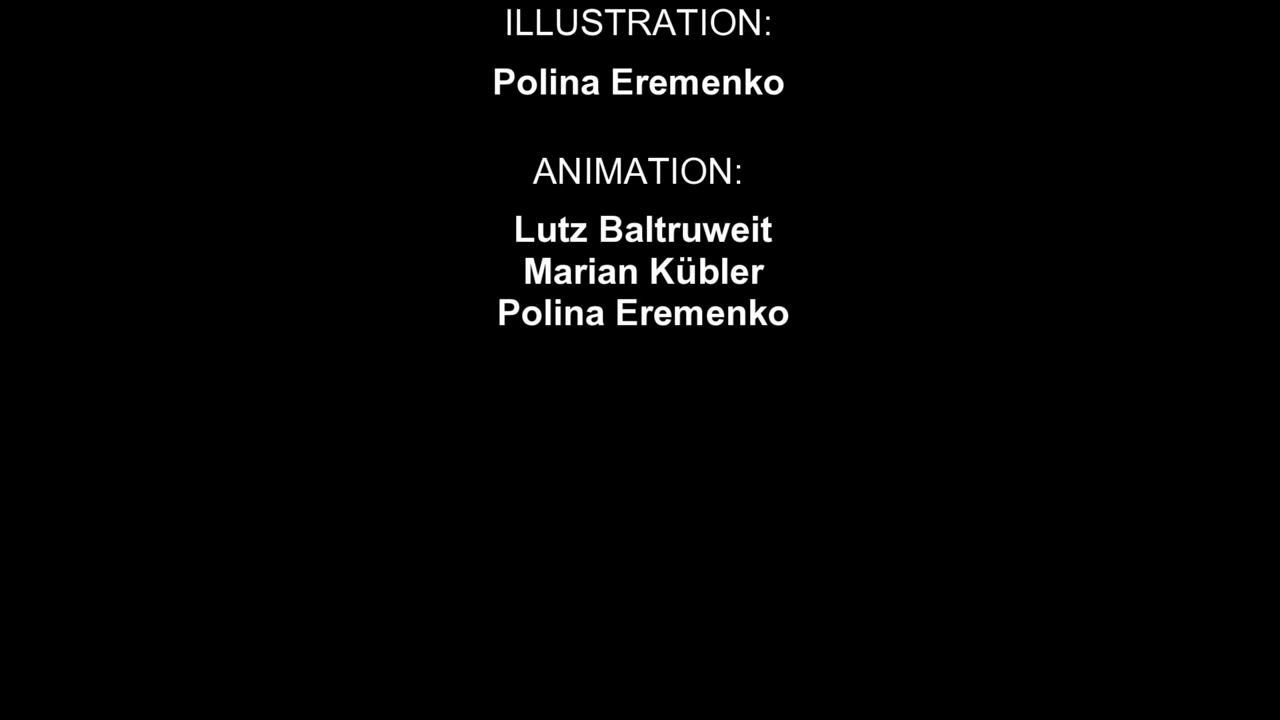 ILLUSTRATION:
Polina Eremenko
ANIMATION:
Lutz Baltruweit
Marian Kübler
Polina Eremenko